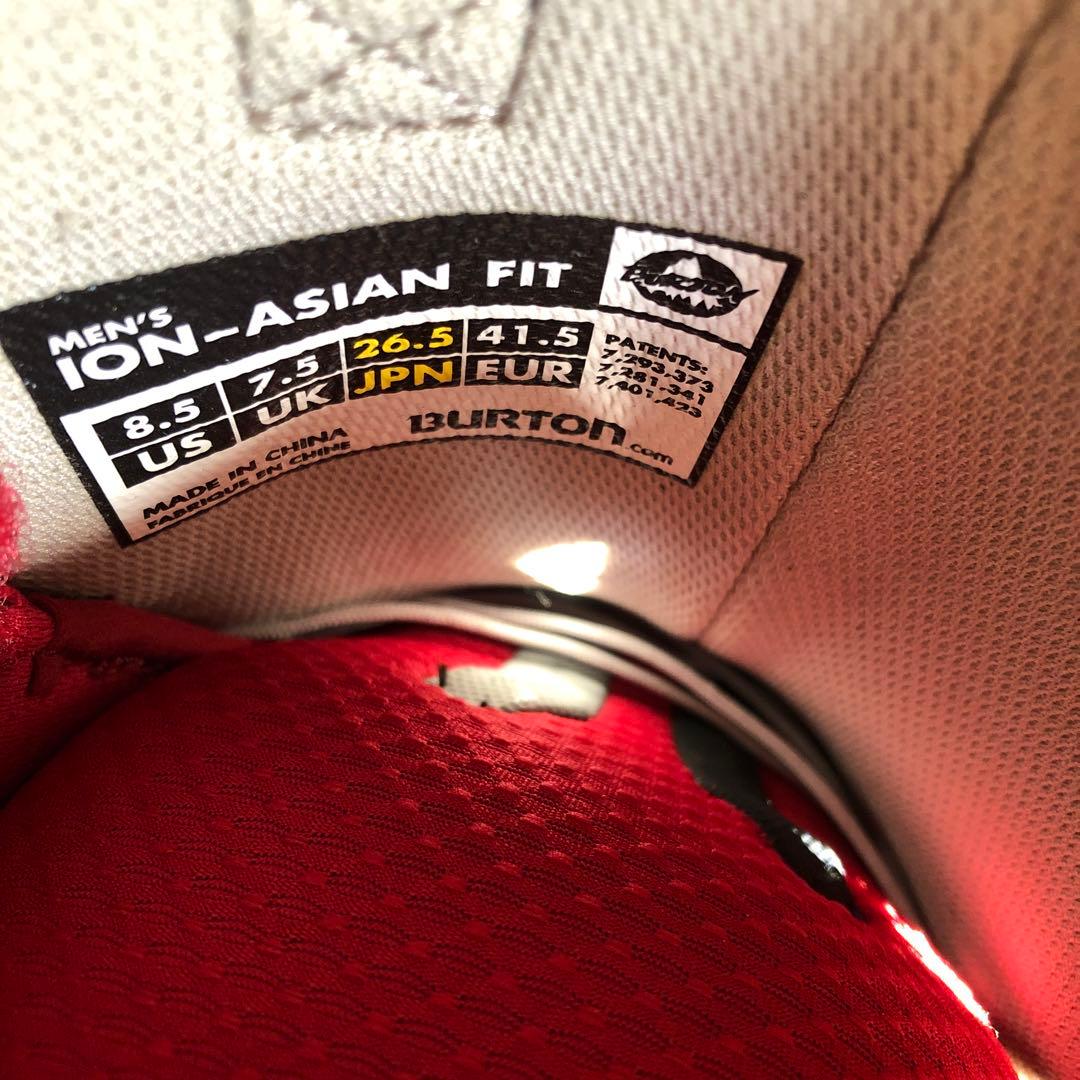 MEN'S
ION-ASIAN FIT
BURTON
8.5 7.5 26.5 41.5
US UK JPN EUR
PATENTS:
7,293,373
7,281,341
7,401,423
MADE IN CHINA
FABRIQUE EN CHINE
BURTON.com